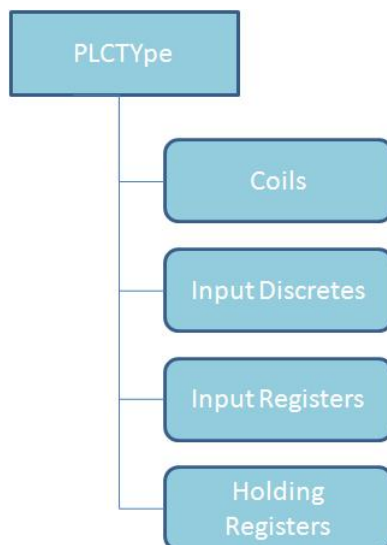 PLCTYpe
Coils
Input Discretes
Input Registers
Holding
Registers